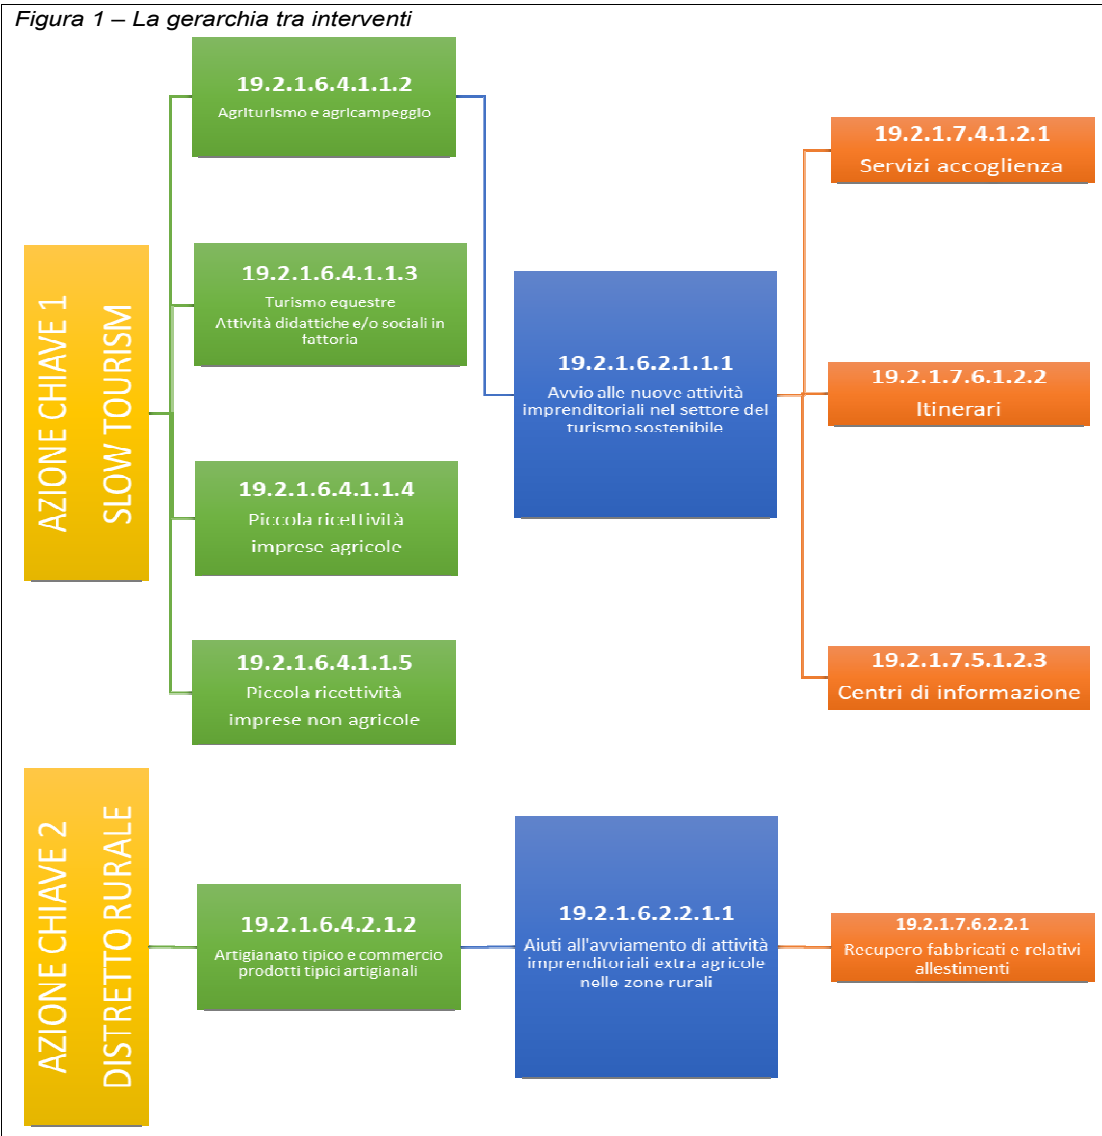 Figura 1 – La gerarchia tra interventi
AZIONE CHIAVE 1
SLOW TOURISM
19.2.1.6.4.1.1.2
Agriturismo e agricampeggio
19.2.1.6.4.1.1.3
Turismo equestre
Attività didattiche e/o sociali in
fattoria
19.2.1.6.4.1.1.4
Piccola ricettività
imprese agricole
19.2.1.6.4.1.1.5
Piccola ricettività
imprese non agricole
19.2.1.6.2.1.1.1
Avvio alle nuove attività
imprenditoriali nel settore del
turismo sostenibile
19.2.1.7.4.1.2.1
Servizi accoglienza
19.2.1.7.6.1.2.2
Itinerari
19.2.1.7.5.1.2.3
Centri di informazione
AZIONE CHIAVE 2
DISTRETTO RURALE
19.2.1.6.4.2.1.2
Artigianato tipico e commercio
prodotti tipici artigianali
19.2.1.6.2.2.1.1
Aiuti all'avviamento di attività
imprenditoriali extra agricole
nelle zone rurali
19.2.1.7.6.2.2.1
Recupero fabbricati e relativi
allestimenti